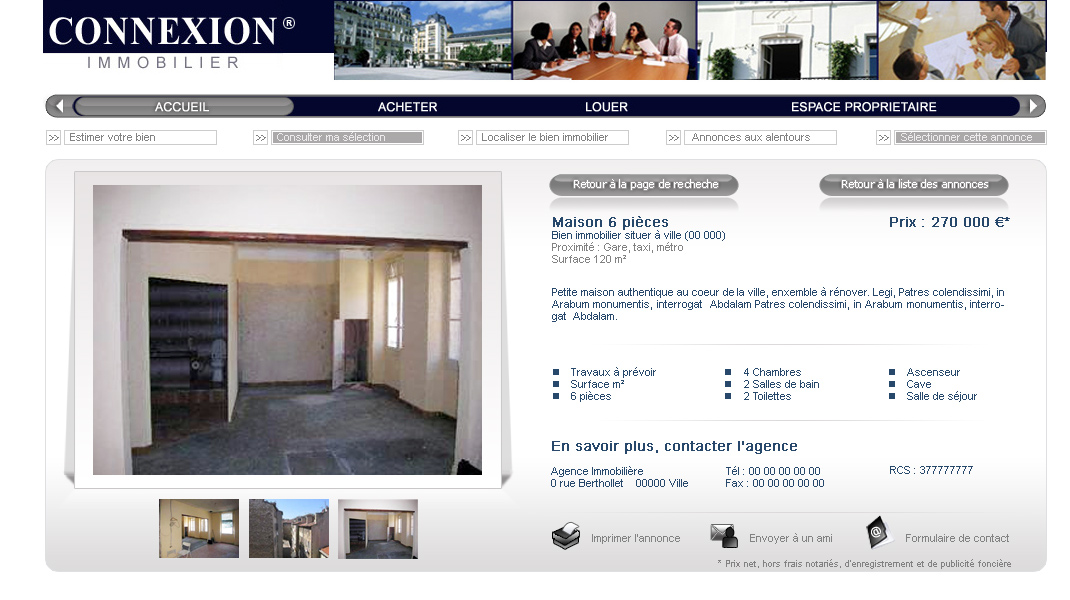 CONNEXION ®
IMMOBILIER
ACCUEIL ACHETER LOUER ESPACE PROPRIETAIRE
>> Estimer votre bien >> Consulter ma sélection >> Localiser le bien immobilier >> Annonces aux alentours >> Sélectionner cette annonce
Retour à la page de recheche Retour à la liste des annonces
Maison 6 pièces Prix : 270 000 €*
Bien immobilier situer à ville (00 000)
Proximité : Gare, taxi, métro
Surface 120 m²
Petite maison authentique au coeur de la ville, enxemble à rénover. Legi, Patres colendissimi, in
Arabum monumentis, interrogat Abdalam Patres colendissimi, in Arabum monumentis, interro-
gat Abdalam.
Travaux à prévoir 4 Chambres Ascenseur
Surface m² 2 Salles de bain Cave
6 pièces 2 Toilettes Salle de séjour
En savoir plus, contacter l'agence
Agence Immobilière Tél : 00 00 00 00 00 RCS : 377777777
0 rue Berthollet 00000 Ville Fax : 00 00 00 00 00
Imprimer l'annonce Envoyer à un ami Formulaire de contact
* Prix net, hors frais notariés, d'enregistrement et de publicité foncière